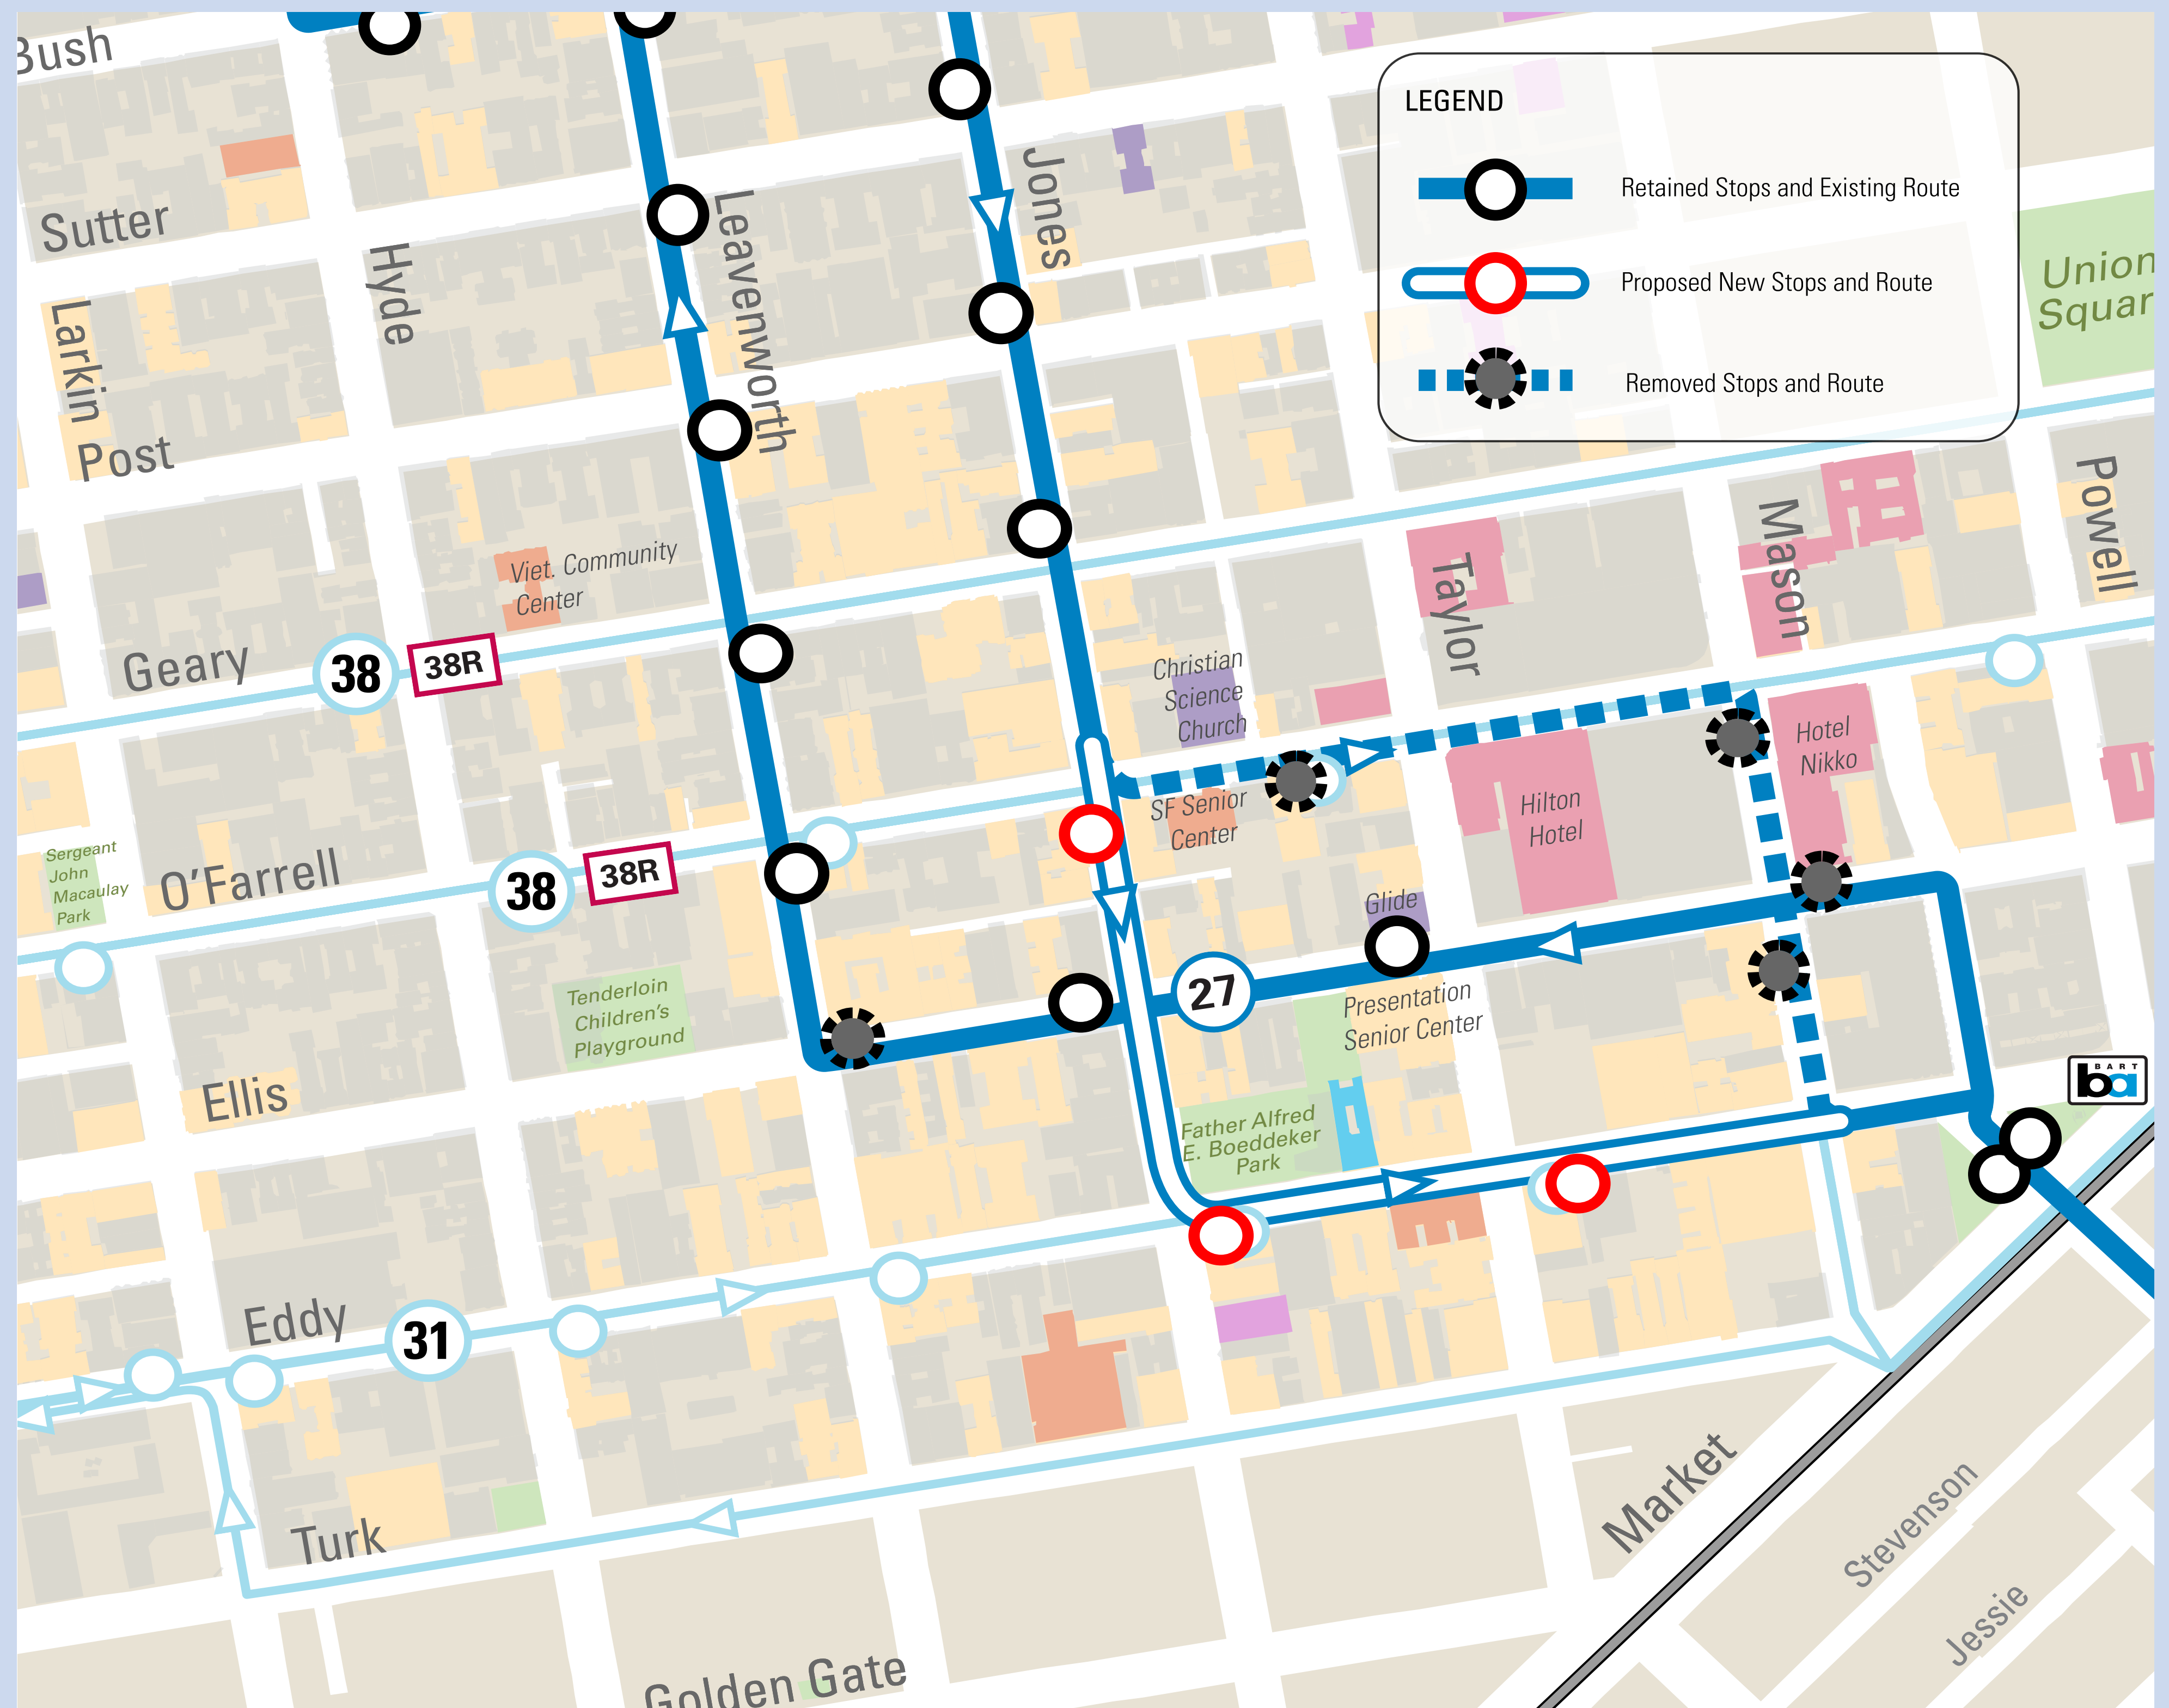 Bush
LEGEND
Retained Stops and Existing Route
Proposed New Stops and Route
Removed Stops and Route
Sutter
Larkin
Hyde
Leavenworth
Jones
Union
Squar
Post
Viet. Community
Center
Geary
38
38R
Christian
Science
Church
Taylor
Mason
Powell
Hotel
Nikko
Hilton
Hotel
SF Senior
Center
Sergeant
John
Macaulay
Park
O'Farrell
38
38R
Glide
27
Tenderloin
Children's
Playground
Presentation
Senior Center
Ellis
Father Alfred
E. Boeddeker
Park
BART
ba
Eddy
31
Turk
Market
Stevenson
Jessie
Golden Gate